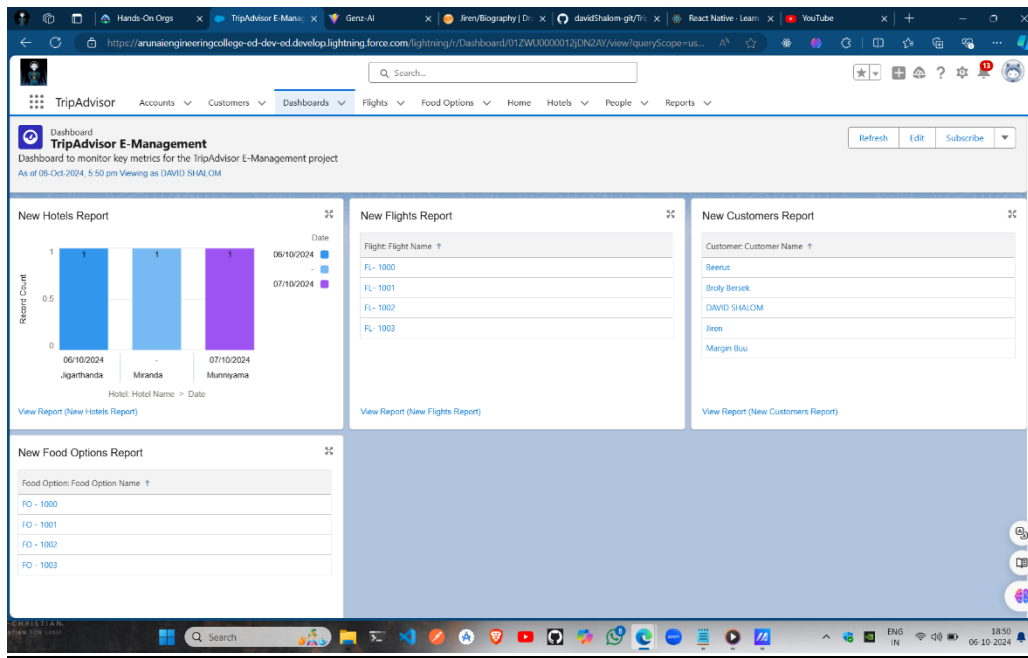 Hands-On Orgs
TripAdvisor E-Manag
Genz-AI
Jiren/Biography | Dr
davidShalom-git/Tri
React Native · Learn
YouTube
https://arunaiengineeringcollege-ed-dev-ed.develop.lightning.force.com/lightning/r/Dashboard/01ZWU0000012jDN2AY/view?queryScope=us...
Search...
13
TripAdvisor
Accounts
Customers
Dashboards
Flights
Food Options
Home
Hotels
People
Reports
Dashboard
TripAdvisor E-Management
Dashboard to monitor key metrics for the TripAdvisor E-Management project
As of 06-Oct-2024, 5:50 pm Viewing as DAVID SHALOM
Refresh
Edit
Subscribe
New Hotels Report
Date
06/10/2024
-
07/10/2024
Record Count
1
0.5
0
1
1
1
06/10/2024
-
07/10/2024
Jigarthanda
Miranda
Munniyama
Hotel: Hotel Name > Date
View Report (New Hotels Report)
New Flights Report
Flight: Flight Name ↑
FL- 1000
FL- 1001
FL- 1002
FL- 1003
View Report (New Flights Report)
New Customers Report
Customer: Customer Name ↑
Beerus
Broly Bersek
DAVID SHALOM
Jiren
Margin Buu
View Report (New Customers Report)
New Food Options Report
Food Option: Food Option Name ↑
FO - 1000
FO - 1001
FO - 1002
FO - 1003
Search
ENG
IN
18:50
06-10-2024